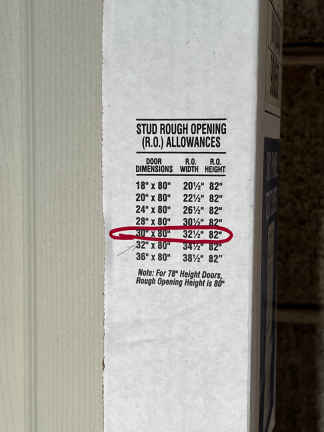 STUD ROUGH OPENING
(R.O.) ALLOWANCES
DOOR DIMENSIONS R.O. WIDTH R.O. HEIGHT
18" x 80" 20½" 82"
20" x 80" 22½" 82"
24" x 80" 26½" 82"
28" x 80" 30½" 82"
30" x 80" 32½" 82"
32" x 80" 34½" 82"
36" x 80" 38½" 82"
Note: For 78" Height Doors,
Rough Opening Height is 80"